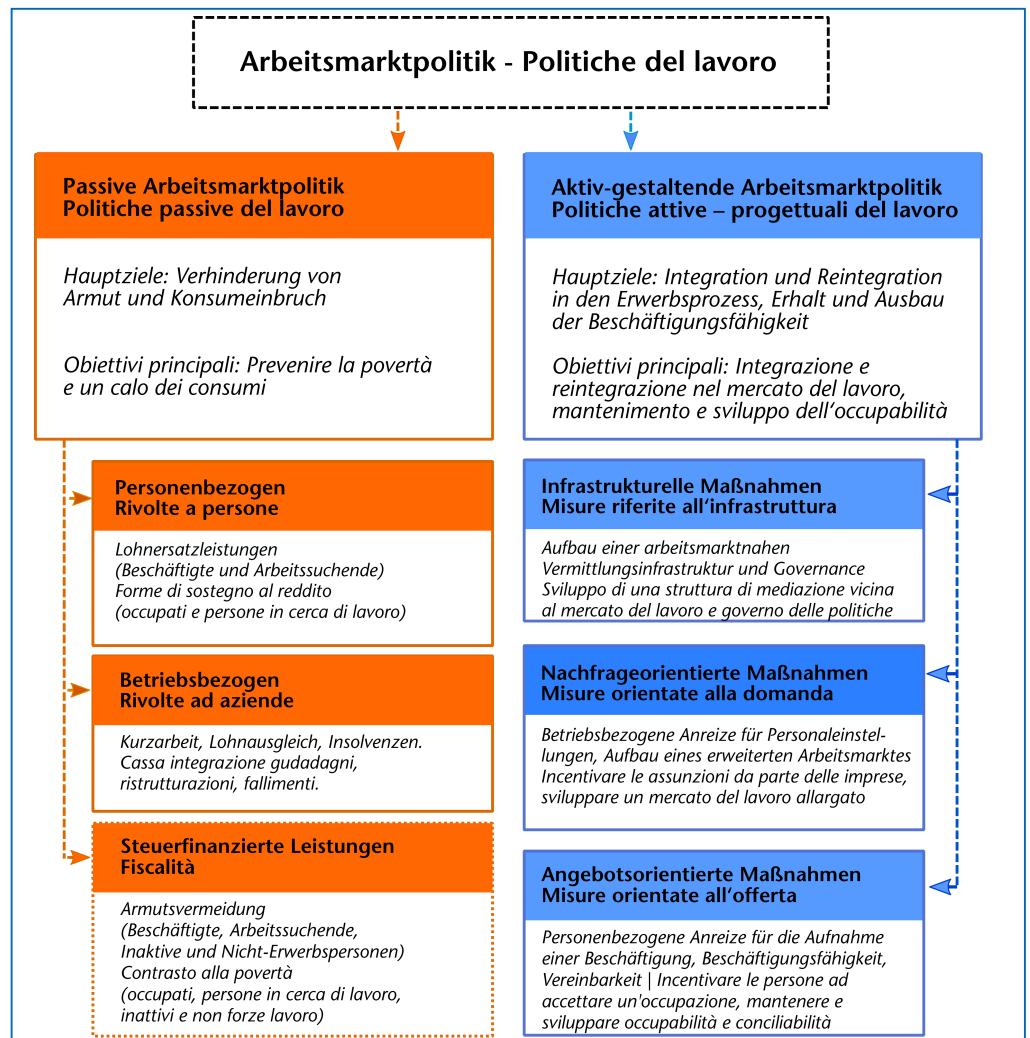 Arbeitsmarktpolitik - Politiche del lavoro
Passive Arbeitsmarktpolitik
Politiche passive del lavoro
Hauptziele: Verhinderung von
Armut und Konsumeinbruch
Obiettivi principali: Prevenire la povertà
e un calo dei consumi
Personenbezogen
Rivolte a persone
Lohnersatzleistungen
(Beschäftigte und Arbeitssuchende)
Forme di sostegno al reddito
(occupati e persone in cerca di lavoro)
Betriebsbezogen
Rivolte ad aziende
Kurzarbeit, Lohnausgleich, Insolvenzen.
Cassa integrazione gudadagni,
ristrutturazioni, fallimenti.
Steuerfinanzierte Leistungen
Fiscalità
Armutsvermeidung
(Beschäftigte, Arbeitssuchende,
Inaktive und Nicht-Erwerbspersonen)
Contrasto alla povertà
(occupati, persone in cerca di lavoro,
inattivi e non forze lavoro)
Aktiv-gestaltende Arbeitsmarktpolitik
Politiche attive – progettuali del lavoro
Hauptziele: Integration und Reintegration
in den Erwerbsprozess, Erhalt und Ausbau
der Beschäftigungsfähigkeit
Obiettivi principali: Integrazione e
reintegrazione nel mercato del lavoro,
mantenimento e sviluppo dell‘occupabilità
Infrastrukturelle Maßnahmen
Misure riferite all‘infrastruttura
Aufbau einer arbeitsmarktnahen
Vermittlungsinfrastruktur und Governance
Sviluppo di una struttura di mediazione vicina
al mercato del lavoro e governo delle politiche
Nachfrageorientierte Maßnahmen
Misure orientate alla domanda
Betriebsbezogene Anreize für Personaleinstel-
lungen, Aufbau eines erweiterten Arbeitsmarktes
Incentivare le assunzioni da parte delle imprese,
sviluppare un mercato del lavoro allargato
Angebotsorientierte Maßnahmen
Misure orientate all‘offerta
Personenbezogene Anreize für die Aufnahme
einer Beschäftigung, Beschäftigungsfähigkeit,
Vereinbarkeit | Incentivare le persone ad
accettare un'occupazione, mantenere e
sviluppare occupabilità e conciliabilità